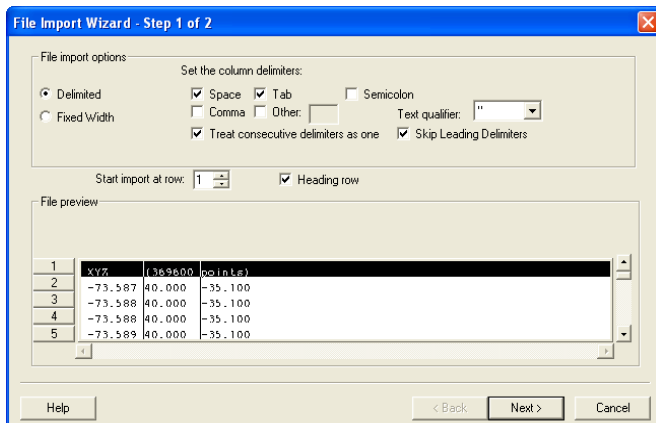 File Import Wizard - Step 1 of 2
File import options
Set the column delimiters:
Delimited
Space Tab Semicolon
Fixed Width
Comma Other: Text qualifier: "
Treat consecutive delimiters as one Skip Leading Delimiters
Start import at row: 1 Heading row
File preview
1 XYZ (369600 points)
2 -73.587 40.000 -35.100
3 -73.588 40.000 -35.100
4 -73.588 40.000 -35.100
5 -73.589 40.000 -35.100
Help < Back Next > Cancel